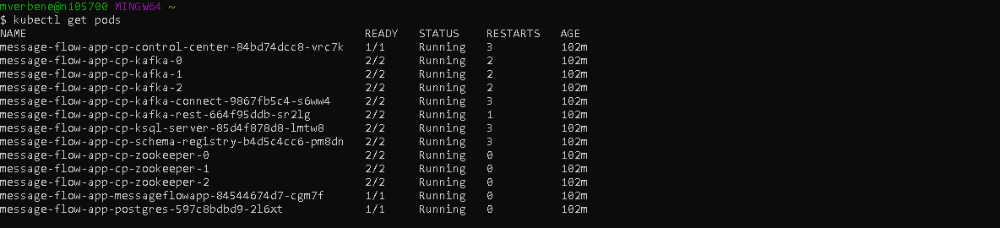 mverbene@n105700 MINGW64 ~
$ kubectl get pods
NAME READY STATUS RESTARTS AGE
message-flow-app-cp-control-center-84bd74dcc8-vrc7k 1/1 Running 3 102m
message-flow-app-cp-kafka-0 2/2 Running 2 102m
message-flow-app-cp-kafka-1 2/2 Running 2 102m
message-flow-app-cp-kafka-2 2/2 Running 2 102m
message-flow-app-cp-kafka-connect-9867fb5c4-s6ww4 2/2 Running 3 102m
message-flow-app-cp-kafka-rest-664f95ddb-sr2lg 2/2 Running 1 102m
message-flow-app-cp-ksql-server-85d4f878d8-lmtw8 2/2 Running 3 102m
message-flow-app-cp-schema-registry-b4d5c4cc6-pm8dn 2/2 Running 3 102m
message-flow-app-cp-zookeeper-0 2/2 Running 0 102m
message-flow-app-cp-zookeeper-1 2/2 Running 0 102m
message-flow-app-cp-zookeeper-2 2/2 Running 0 102m
message-flow-app-messageflowapp-84544674d7-cgm7f 1/1 Running 0 102m
message-flow-app-postgres-597c8bdbd9-2l6xt 1/1 Running 0 102m